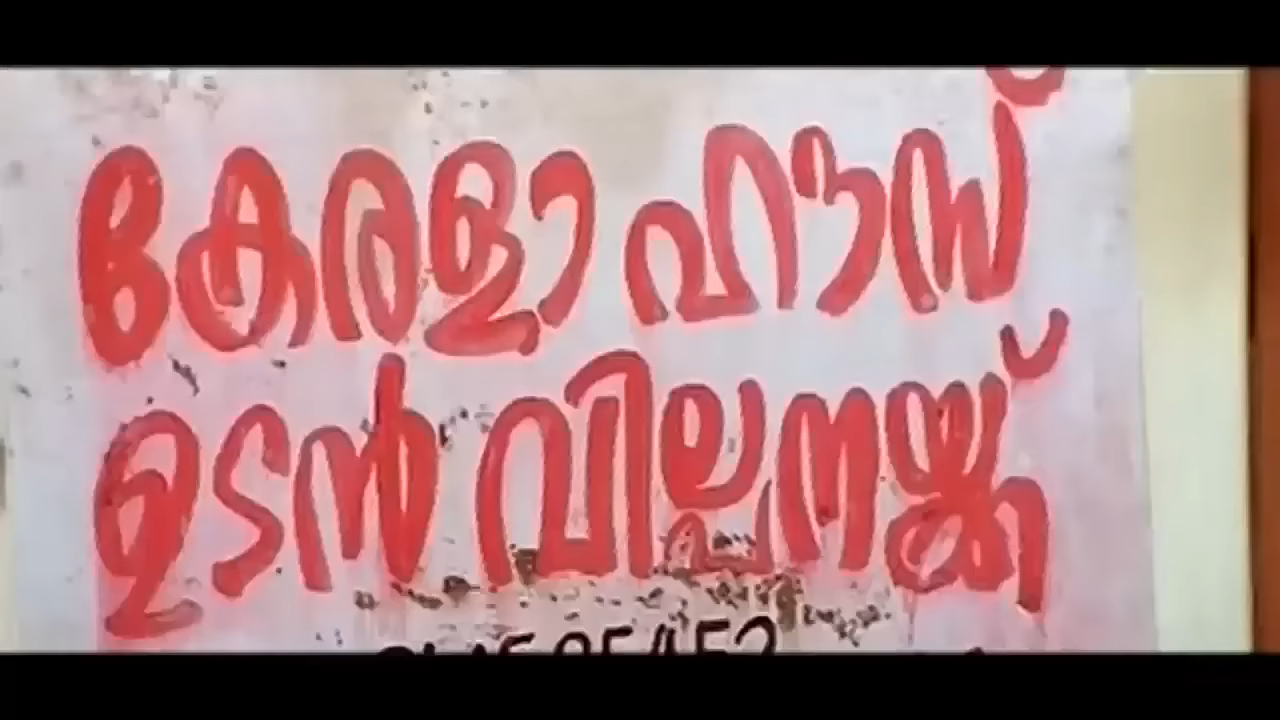 കേരളാ ഹൗസ്
ഉടൻ വില്പനയ്ക്ക്